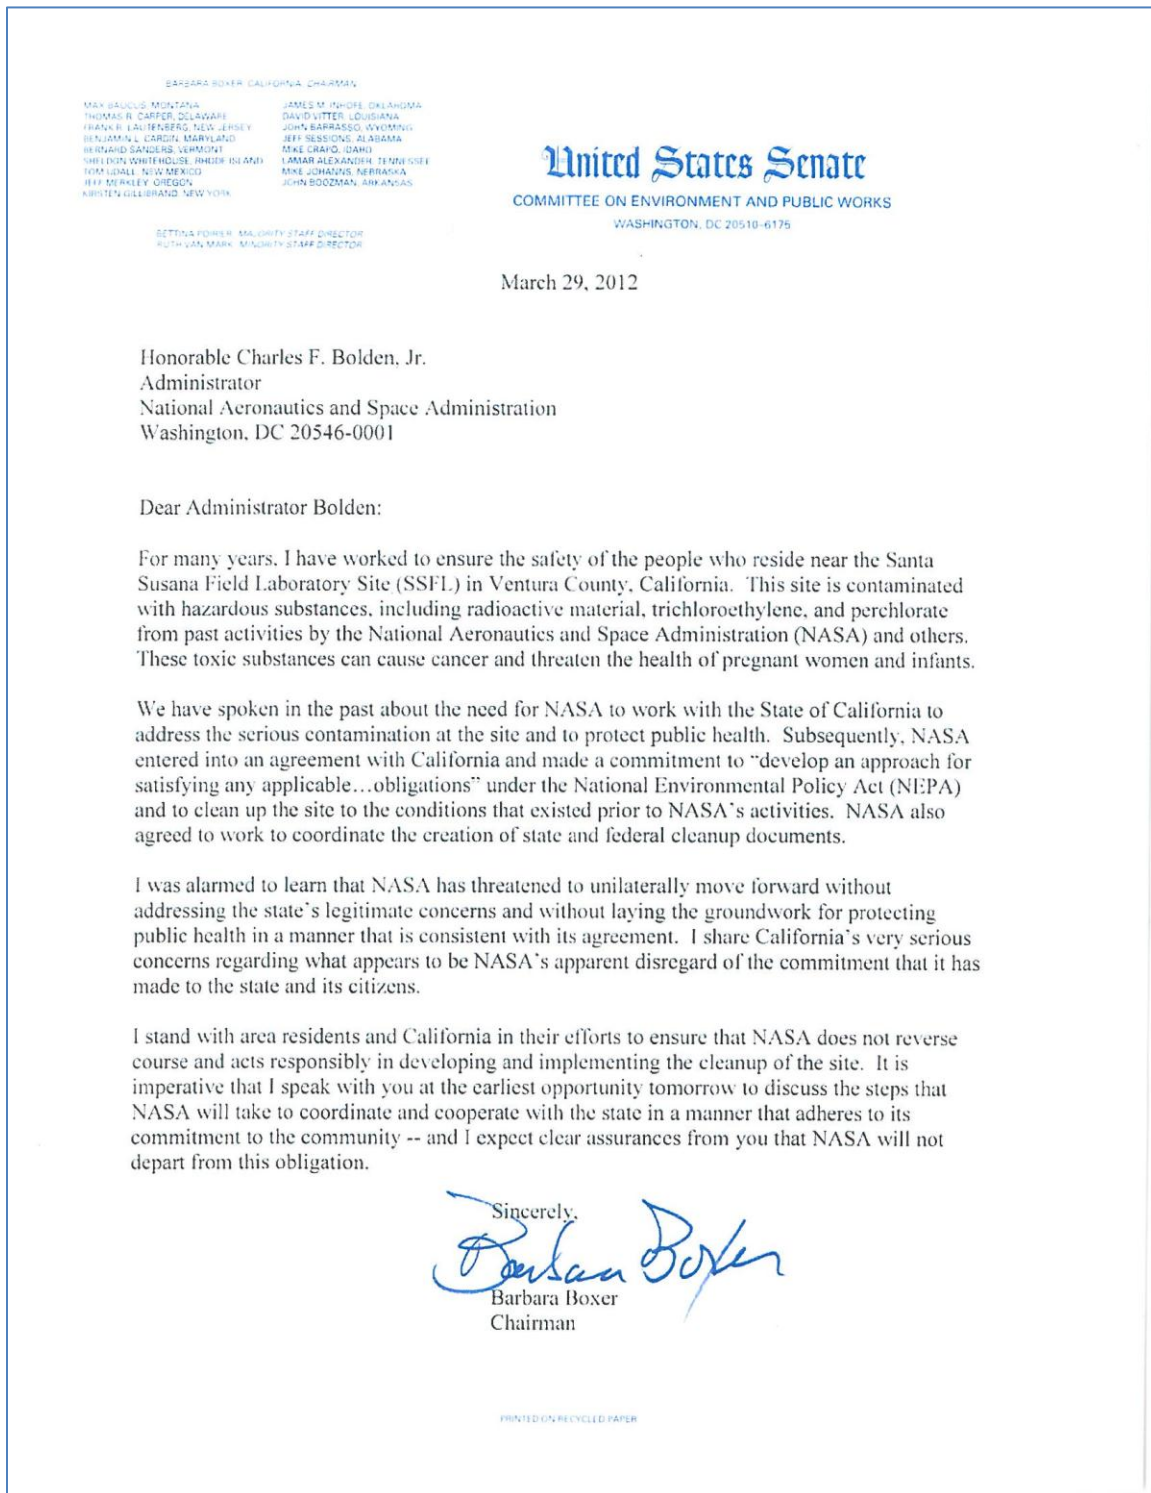 BARBARA BOXER, CALIFORNIA, CHAIRMAN
MAX BAUCUS, MONTANA
THOMAS R. CARPER, DELAWARE
FRANK R. LAUTENBERG, NEW JERSEY
BENJAMIN L. CARDIN, MARYLAND
BERNARD SANDERS, VERMONT
SHELDON WHITEHOUSE, RHODE ISLAND
TOM UDALL, NEW MEXICO
JEFF MERKLEY, OREGON
KIRSTEN GILLIBRAND, NEW YORK
JAMES M. INHOFE, OKLAHOMA
DAVID VITTER, LOUISIANA
JOHN BARRASSO, WYOMING
JEFF SESSIONS, ALABAMA
MIKE CRAPO, IDAHO
LAMAR ALEXANDER, TENNESSEE
MIKE JOHANNS, NEBRASKA
JOHN BOOZMAN, ARKANSAS
BETTINA POIRIER, MAJORITY STAFF DIRECTOR
RUTH VAN MARK, MINORITY STAFF DIRECTOR
United States Senate
COMMITTEE ON ENVIRONMENT AND PUBLIC WORKS
WASHINGTON, DC 20510-6175
March 29, 2012
Honorable Charles F. Bolden, Jr.
Administrator
National Aeronautics and Space Administration
Washington, DC 20546-0001
Dear Administrator Bolden:
For many years, I have worked to ensure the safety of the people who reside near the Santa
Susana Field Laboratory Site (SSFL) in Ventura County, California.  This site is contaminated
with hazardous substances, including radioactive material, trichloroethylene, and perchlorate
from past activities by the National Aeronautics and Space Administration (NASA) and others.
These toxic substances can cause cancer and threaten the health of pregnant women and infants.
We have spoken in the past about the need for NASA to work with the State of California to
address the serious contamination at the site and to protect public health.  Subsequently, NASA
entered into an agreement with California and made a commitment to "develop an approach for
satisfying any applicable…obligations" under the National Environmental Policy Act (NEPA)
and to clean up the site to the conditions that existed prior to NASA's activities.  NASA also
agreed to work to coordinate the creation of state and federal cleanup documents.
I was alarmed to learn that NASA has threatened to unilaterally move forward without
addressing the state's legitimate concerns and without laying the groundwork for protecting
public health in a manner that is consistent with its agreement.  I share California's very serious
concerns regarding what appears to be NASA's apparent disregard of the commitment that it has
made to the state and its citizens.
I stand with area residents and California in their efforts to ensure that NASA does not reverse
course and acts responsibly in developing and implementing the cleanup of the site.  It is
imperative that I speak with you at the earliest opportunity tomorrow to discuss the steps that
NASA will take to coordinate and cooperate with the state in a manner that adheres to its
commitment to the community -- and I expect clear assurances from you that NASA will not
depart from this obligation.
Sincerely,
Barbara Boxer
Barbara Boxer
Chairman
PRINTED ON RECYCLED PAPER